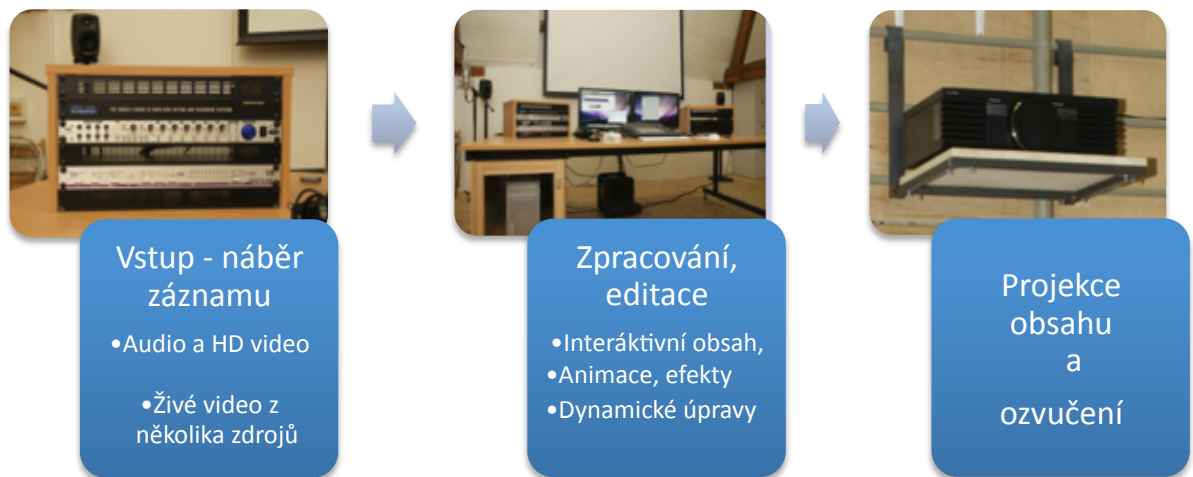 Vstup - náběr
záznamu
•Audio a HD video
•Živé video z
několika zdrojů
Zpracování,
editace
•Interáktivní obsah,
•Animace, efekty
•Dynamické úpravy
Projekce
obsahu
a
ozvučení